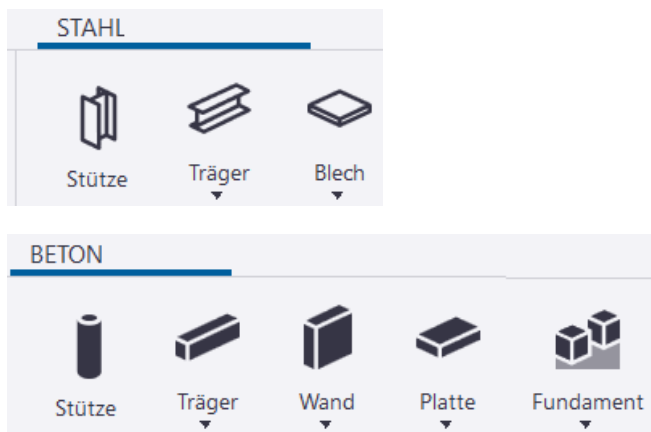 STAHL
Stütze Träger Blech
BETON
Stütze Träger Wand Platte Fundament